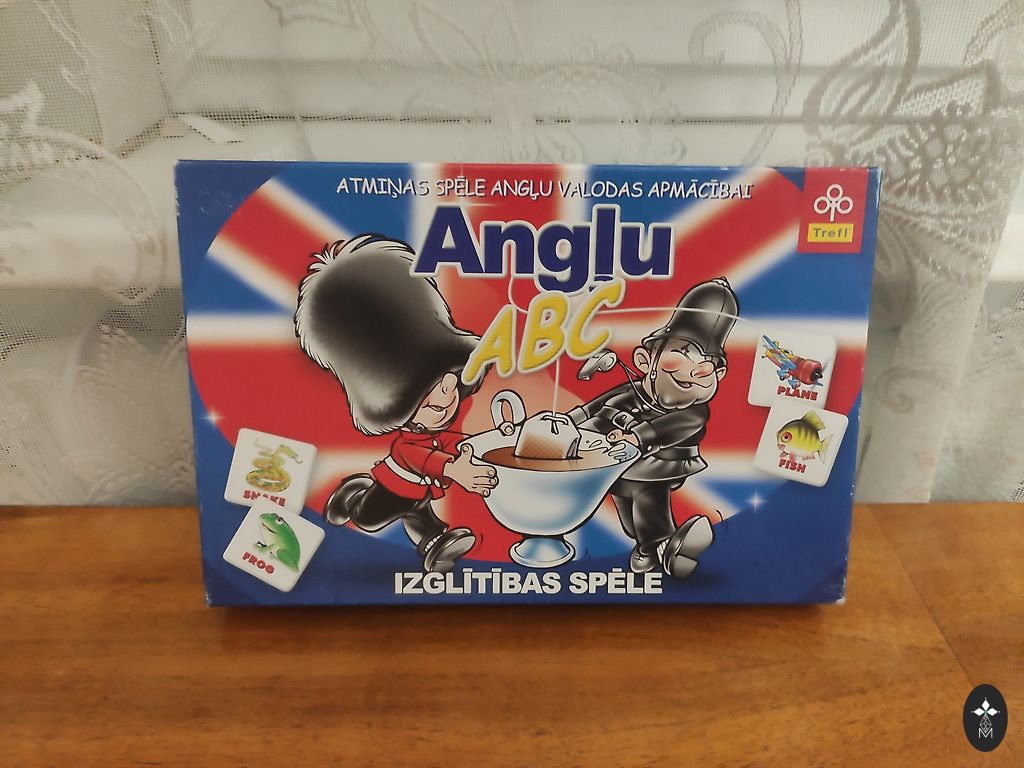 ATMIŅAS SPĒLE ANGĻU VALODAS APMĀCĪBAI
Angļu
ABC
Trefl
PLANE
FISH
SNAKE
FROG
IZGLĪTĪBAS SPĒLE
M